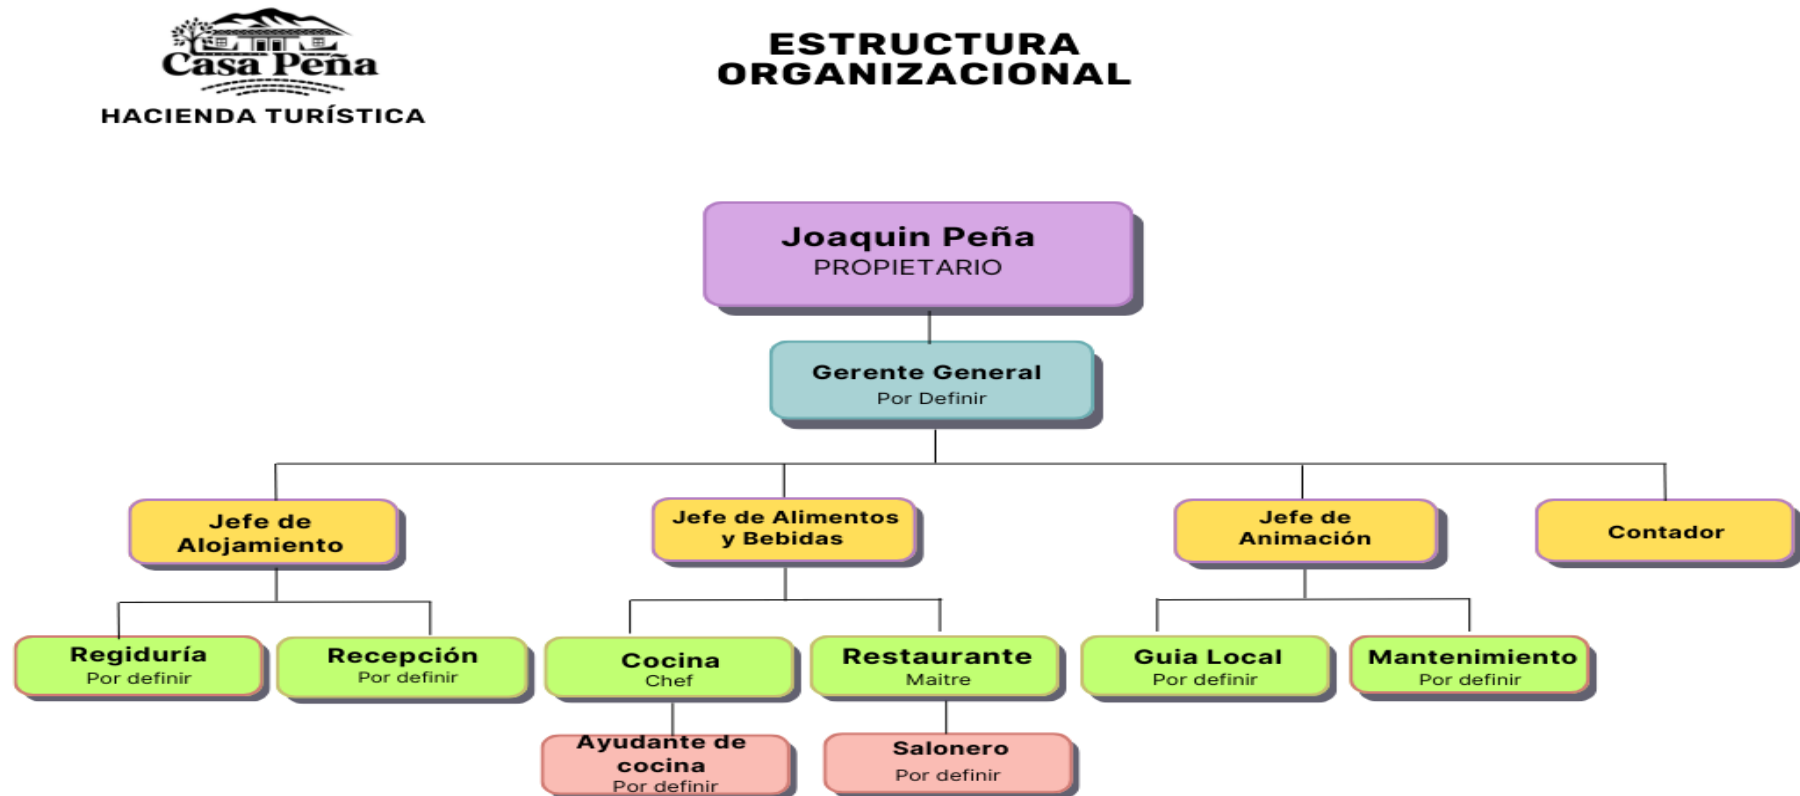 Casa Peña
HACIENDA TURÍSTICA
ESTRUCTURA
ORGANIZACIONAL
Joaquin Peña
PROPIETARIO
Gerente General
Por Definir
Jefe de
Alojamiento
Jefe de Alimentos
y Bebidas
Jefe de
Animación
Contador
Regiduría
Por definir
Recepción
Por definir
Cocina
Chef
Restaurante
Maitre
Guia Local
Por definir
Mantenimiento
Por definir
Ayudante de
cocina
Por definir
Salonero
Por definir